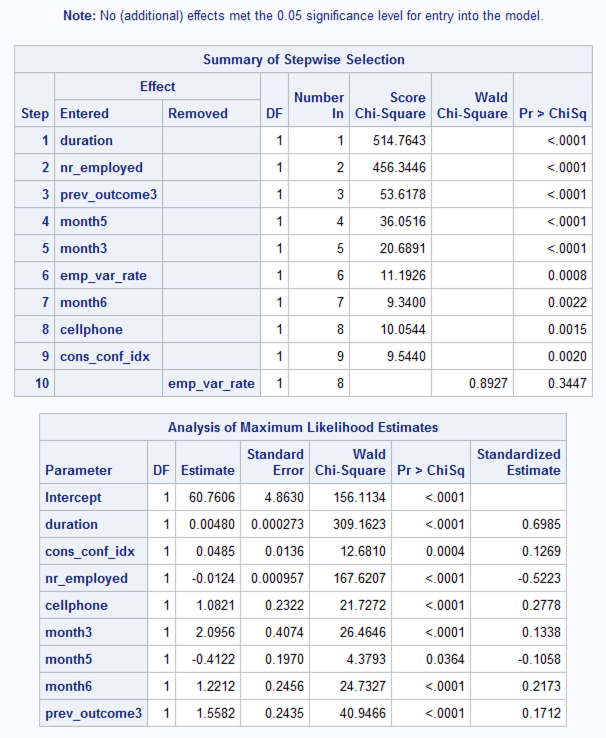 Note: No (additional) effects met the 0.05 significance level for entry into the model.
Summary of Stepwise Selection
Step Effect DF Number In Score Chi-Square Wald Chi-Square Pr > ChiSq
Entered Removed
1 duration 1 1 514.7643 <.0001
2 nr_employed 1 2 456.3446 <.0001
3 prev_outcome3 1 3 53.6178 <.0001
4 month5 1 4 36.0516 <.0001
5 month3 1 5 20.6891 <.0001
6 emp_var_rate 1 6 11.1926 0.0008
7 month6 1 7 9.3400 0.0022
8 cellphone 1 8 10.0544 0.0015
9 cons_conf_idx 1 9 9.5440 0.0020
10 emp_var_rate 1 8 0.8927 0.3447
Analysis of Maximum Likelihood Estimates
Parameter DF Estimate Standard Error Wald Chi-Square Pr > ChiSq Standardized Estimate
Intercept 1 60.7606 4.8630 156.1134 <.0001
duration 1 0.00480 0.000273 309.1623 <.0001 0.6985
cons_conf_idx 1 0.0485 0.0136 12.6810 0.0004 0.1269
nr_employed 1 -0.0124 0.000957 167.6207 <.0001 -0.5223
cellphone 1 1.0821 0.2322 21.7272 <.0001 0.2778
month3 1 2.0956 0.4074 26.4646 <.0001 0.1338
month5 1 -0.4122 0.1970 4.3793 0.0364 -0.1058
month6 1 1.2212 0.2456 24.7327 <.0001 0.2173
prev_outcome3 1 1.5582 0.2435 40.9466 <.0001 0.1712